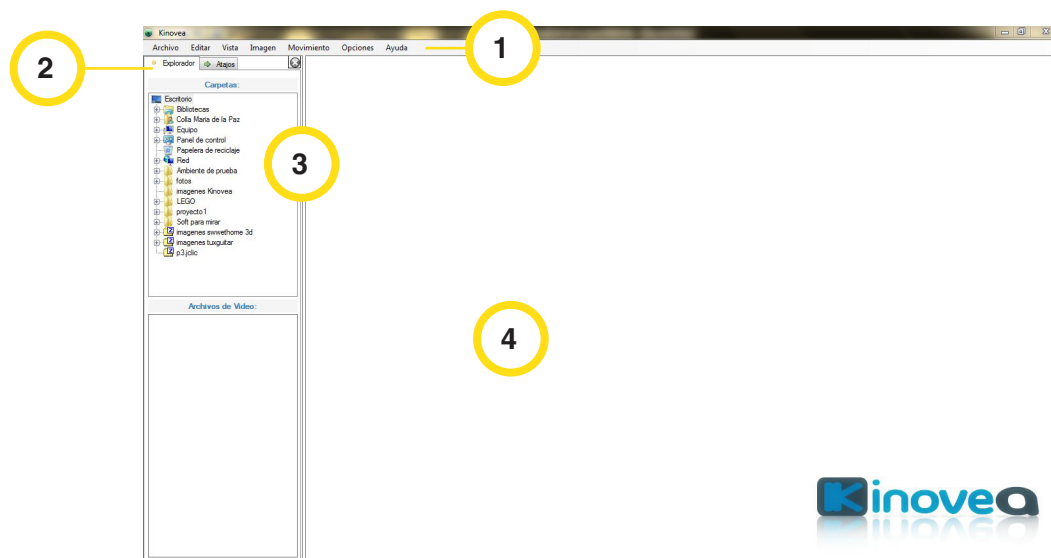 Kinovea
Archivo Editar Vista Imagen Movimiento Opciones Ayuda
1
2
Explorador Atajos
Carpetas:
Escritorio
Bibliotecas
Colla Maria de la Paz
Equipo
Panel de control
Papelera de reciclaje
Red
Ambiente de prueba
fotos
imagenes Kinovea
LEGO
proyecto1
Soft para mirar
imagenes swwethome 3d
imagenes tuxguitar
p3.jclic
3
Archivos de Video:
4
Kinovea